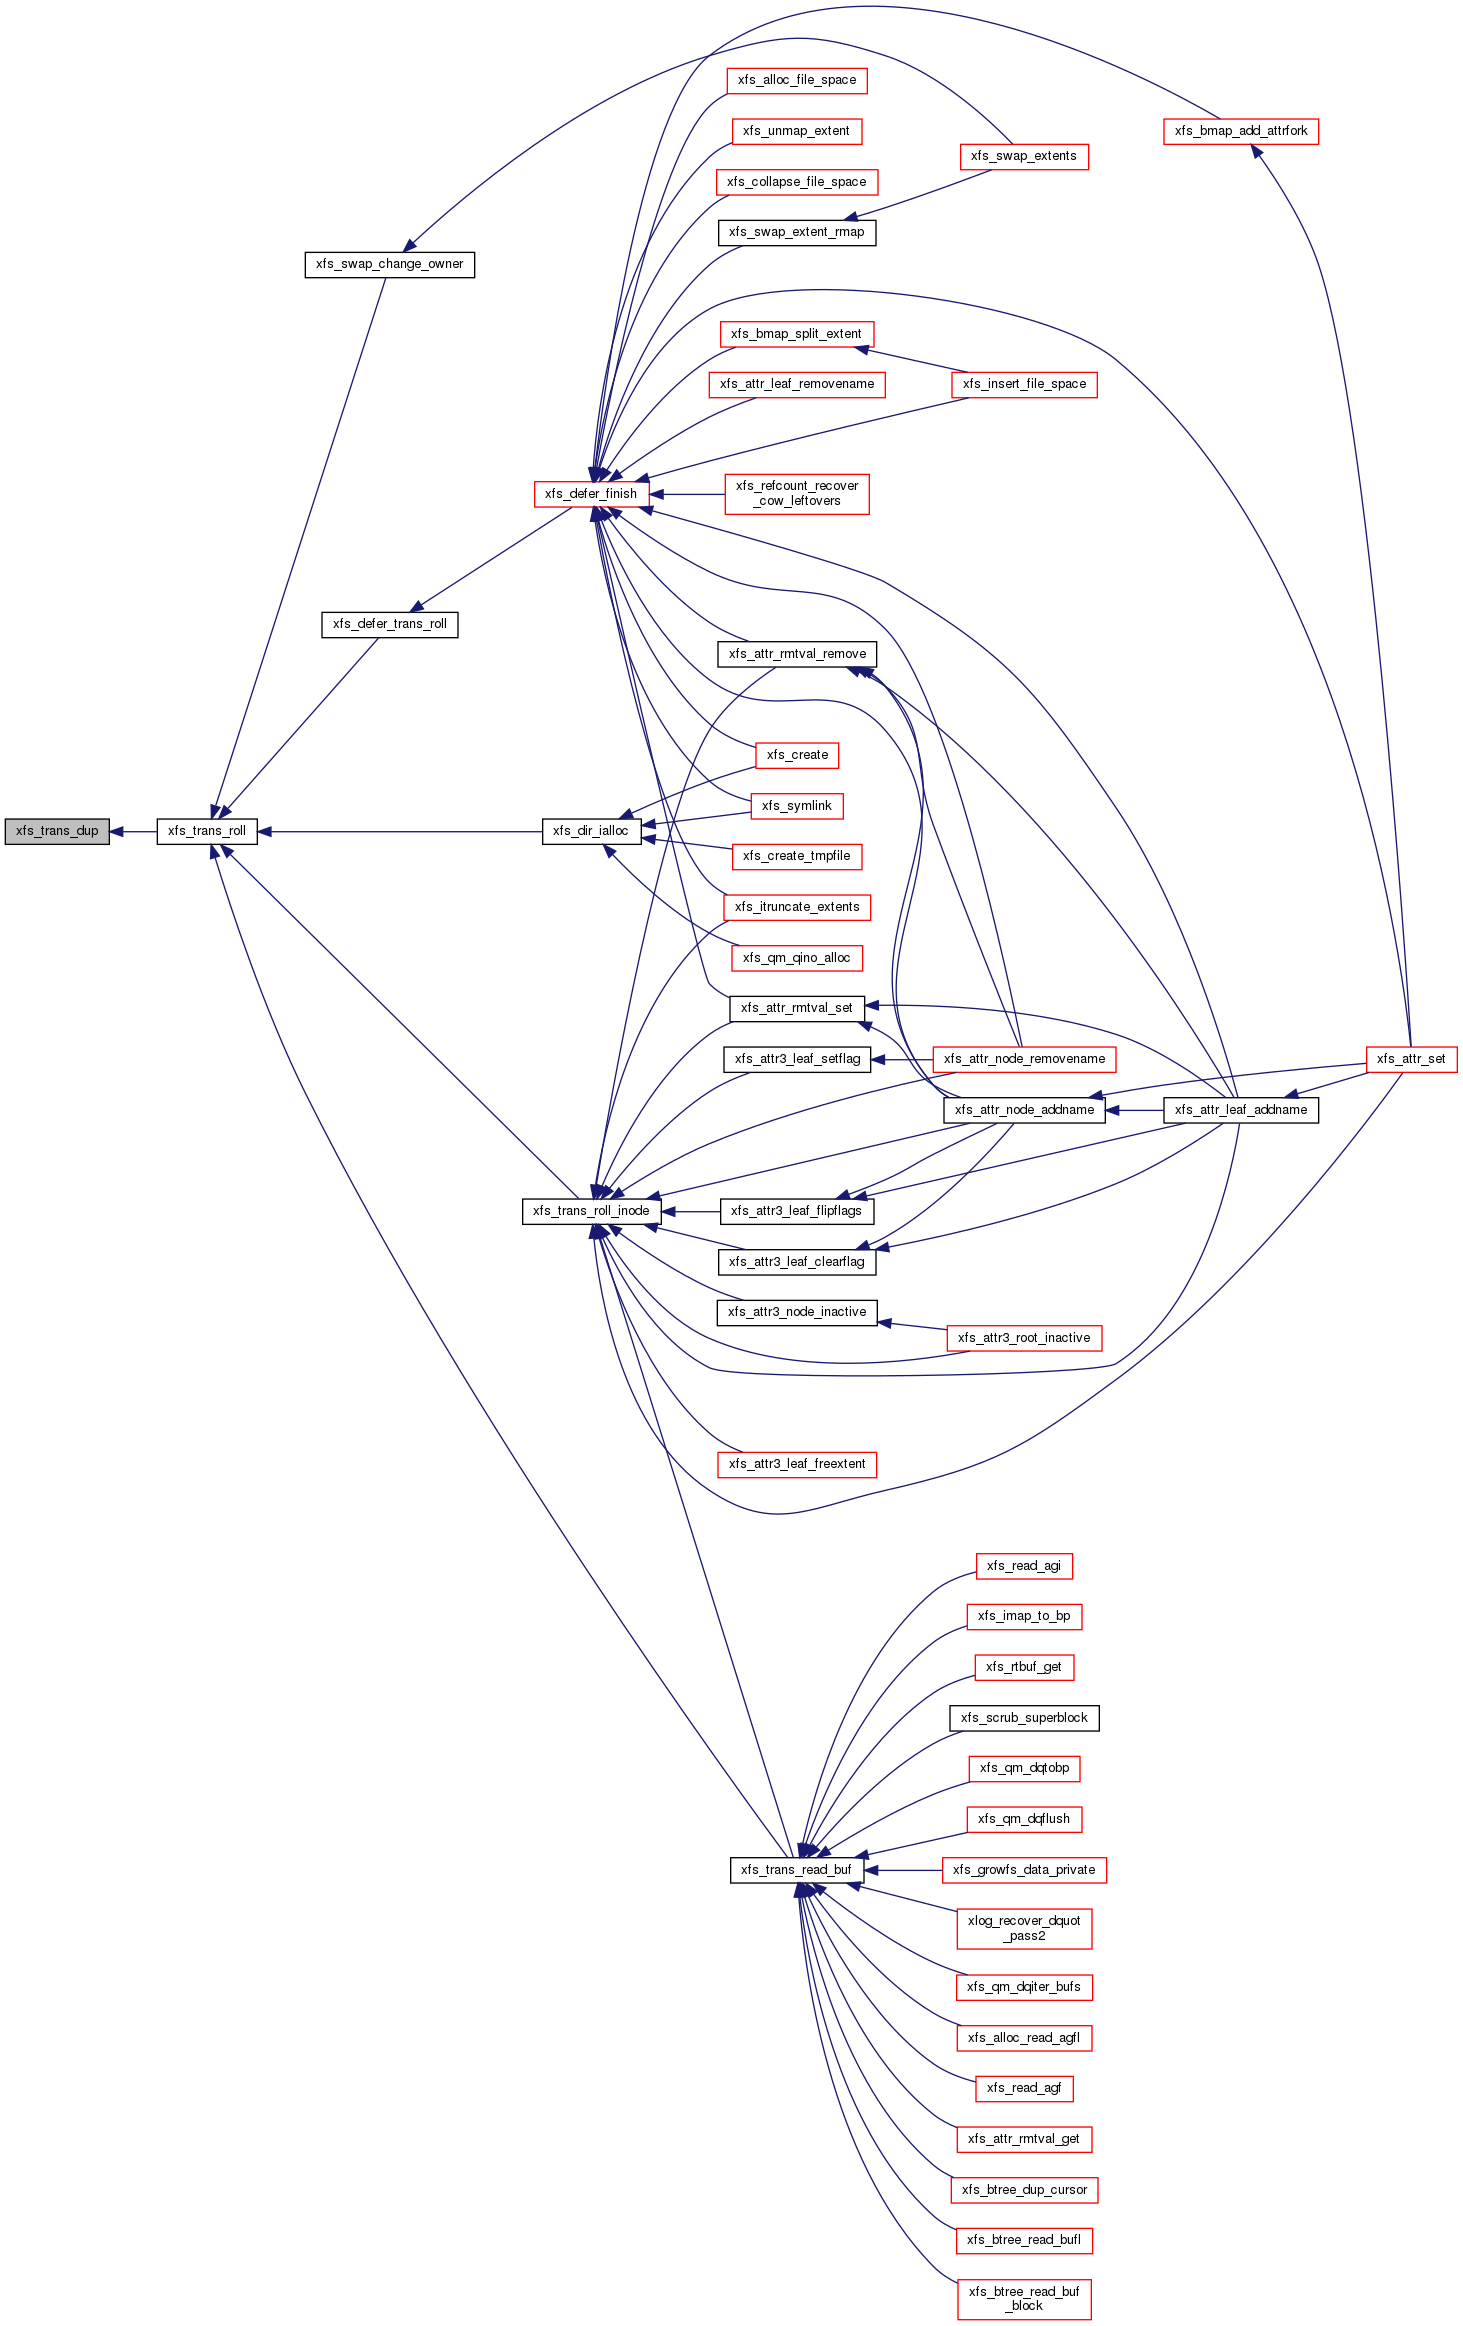 xfs_alloc_file_space
xfs_unmap_extent
xfs_bmap_add_attrfork
xfs_swap_extents
xfs_collapse_file_space
xfs_swap_extent_rmap
xfs_swap_change_owner
xfs_bmap_split_extent
xfs_attr_leaf_removename
xfs_insert_file_space
xfs_defer_finish
xfs_refcount_recover
_cow_leftovers
xfs_defer_trans_roll
xfs_attr_rmtval_remove
xfs_create
xfs_symlink
xfs_trans_dup
xfs_trans_roll
xfs_dir_ialloc
xfs_create_tmpfile
xfs_itruncate_extents
xfs_qm_qino_alloc
xfs_attr_rmtval_set
xfs_attr3_leaf_setflag
xfs_attr_node_removename
xfs_attr_set
xfs_attr_node_addname
xfs_attr_leaf_addname
xfs_trans_roll_inode
xfs_attr3_leaf_flipflags
xfs_attr3_leaf_clearflag
xfs_attr3_node_inactive
xfs_attr3_root_inactive
xfs_attr3_leaf_freextent
xfs_read_agi
xfs_imap_to_bp
xfs_rtbuf_get
xfs_scrub_superblock
xfs_qm_dqtobp
xfs_qm_dqflush
xfs_trans_read_buf
xfs_growfs_data_private
xlog_recover_dquot
_pass2
xfs_qm_dqiter_bufs
xfs_alloc_read_agfl
xfs_read_agf
xfs_attr_rmtval_get
xfs_btree_dup_cursor
xfs_btree_read_bufl
xfs_btree_read_buf
_block